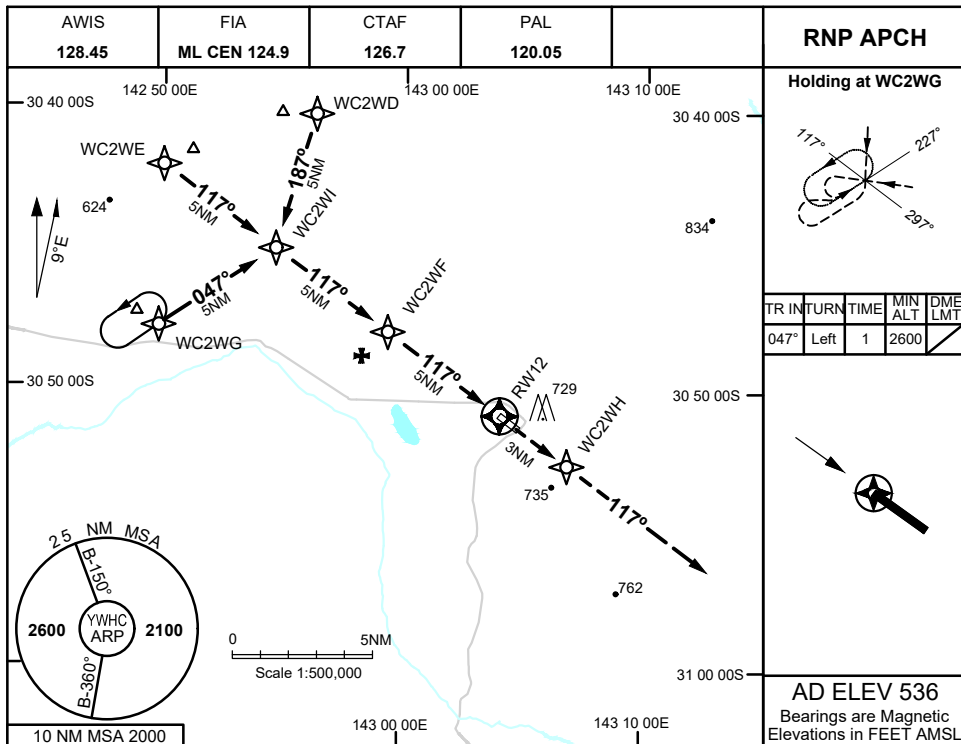 AWIS
128.45
FIA
ML CEN 124.9
CTAF
126.7
PAL
120.05
RNP APCH
142 50 00E
143 00 00E
143 10 00E
30 40 00S
30 40 00S
WC2WD
WC2WE
187°
5NM
117°
5NM
WC2WI
624
834
9°E
047°
5NM
117°
5NM
WC2WF
WC2WG
117°
5NM
RW12
729
30 50 00S
30 50 00S
3NM
WC2WH
735
117°
762
25 NM MSA
B-150°
2600
YWHC
ARP
2100
B-360°
10 NM MSA 2000
0
5NM
Scale 1:500,000
31 00 00S
143 00 00E
143 10 00E
Holding at WC2WG
117°
227°
297°
TR IN TURN TIME MIN ALT DME LMT
047° Left 1 2600
AD ELEV 536
Bearings are Magnetic
Elevations in FEET AMSL